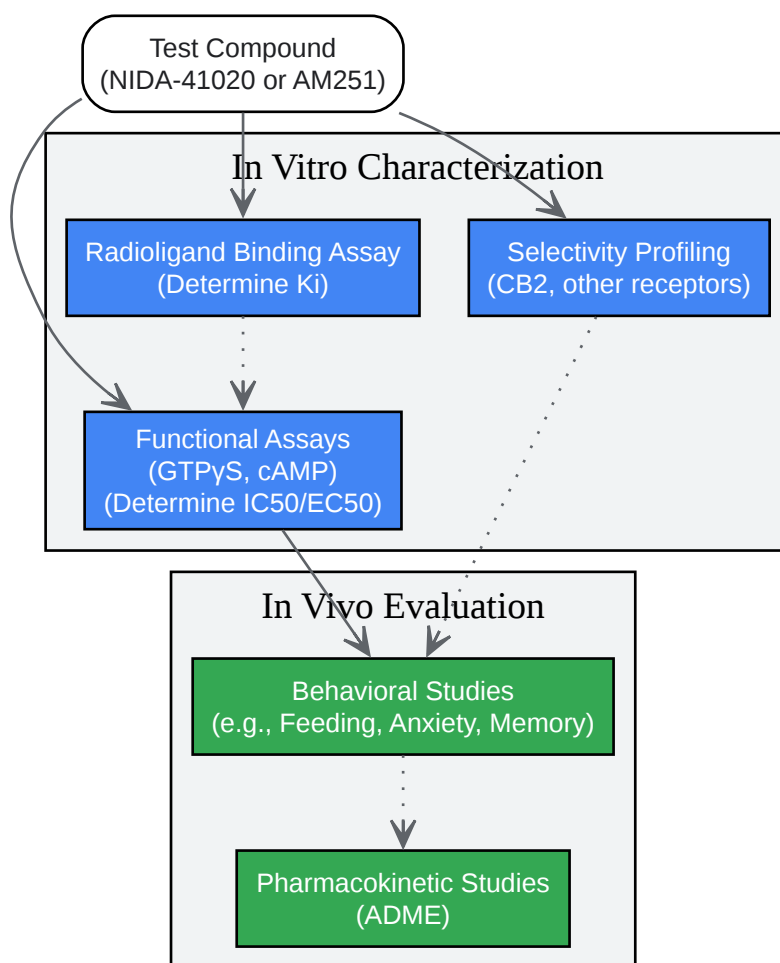 Test Compound
(NIDA-41020 or AM251)
In Vitro Characterization
Radioligand Binding Assay
(Determine Ki)
Selectivity Profiling
(CB2, other receptors)
Functional Assays
(GTPγS, cAMP)
(Determine IC50/EC50)
In Vivo Evaluation
Behavioral Studies
(e.g., Feeding, Anxiety, Memory)
Pharmacokinetic Studies
(ADME)